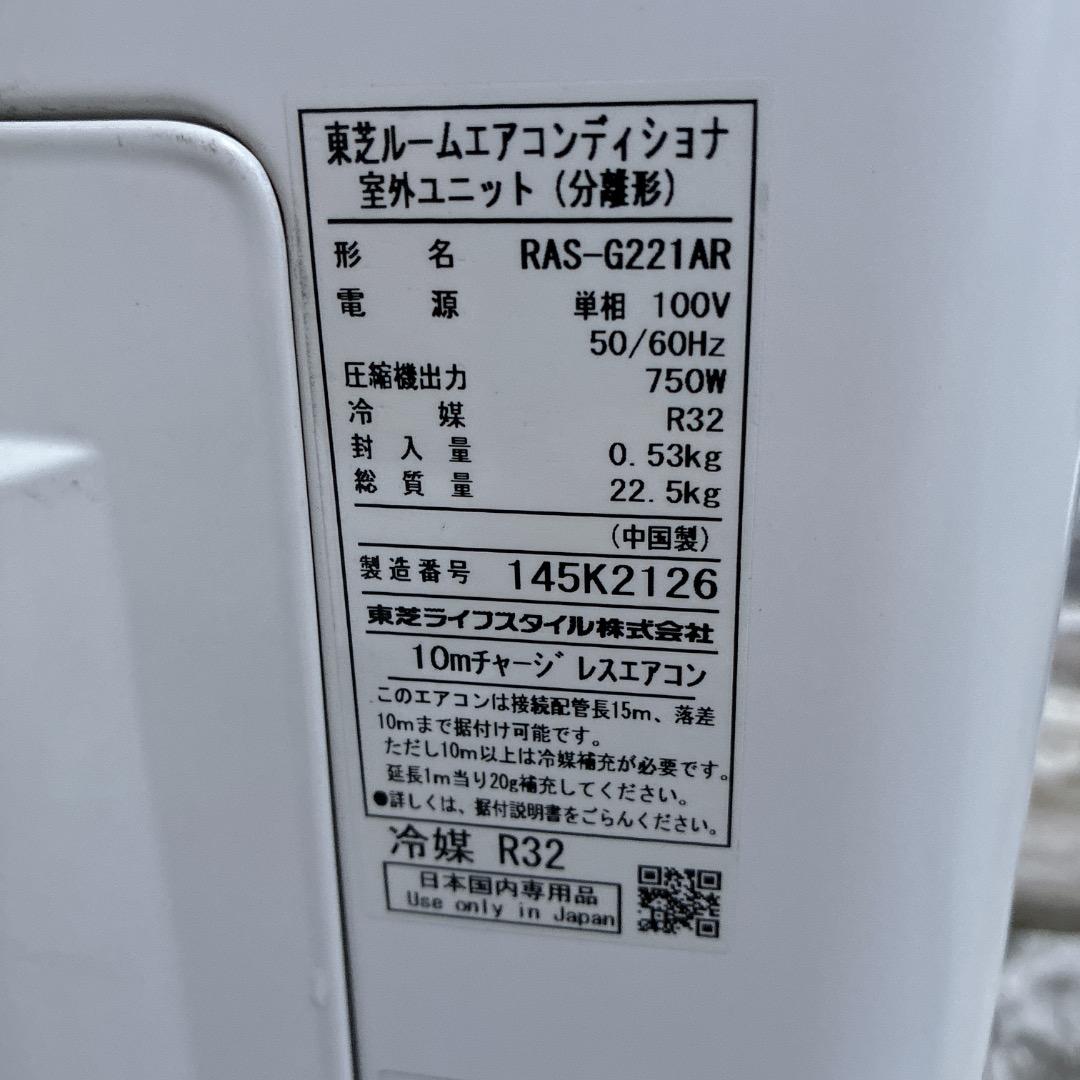 東芝ルームエアコンディショナ
室外ユニット（分離形）
形名 RAS-G221AR
電源 単相 100V
50/60Hz
圧縮機出力 750W
冷媒 R32
封入量 0.53kg
総質量 22.5kg
（中国製）
製造番号 145K2126
東芝ライフスタイル株式会社
10mチャージレスエアコン
このエアコンは接続配管長15m、落差
10mまで据付け可能です。
ただし10m以上は冷媒補充が必要です。
延長1m当り20g補充してください。
●詳しくは、据付説明書をごらんください。
冷媒 R32
日本国内専用品
Use only in Japan